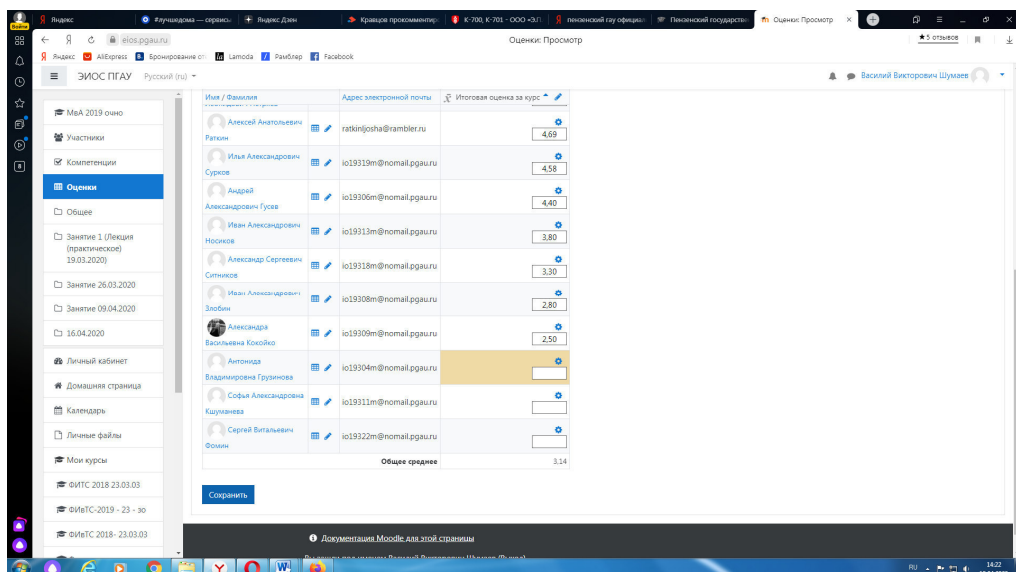 Яндекс
#лучшедома — сервисы
Яндекс Дзен
Кравцов прокомментир
К-700, К-701 - ООО «З.П
пензенский гау официал
Пензенский государстве
Оценки: Просмотр
Войти
eios.pgau.ru
Оценки: Просмотр
★5 отзывов
Яндекс
AliExpress
Бронирование от
Lamoda
Рамблер
Facebook
ЭИОС ПГАУ
Русский (ru)
Василий Викторович Шумаев
МвА 2019 очно
Участники
Компетенции
Оценки
Общее
Занятие 1 (Лекция
(практическое)
19.03.2020)
Занятие 26.03.2020
Занятие 09.04.2020
16.04.2020
Личный кабинет
Домашняя страница
Календарь
Личные файлы
Мои курсы
ФИТС 2018 23.03.03
ФИвТС-2019 - 23 - зо
ФИвТС 2018- 23.03.03
Имя / Фамилия
Адрес электронной почты
Итоговая оценка за курс
Алексей Анатольевич
Раткин
ratkinljosha@rambler.ru
4,69
Илья Александрович
Сурков
io19319m@nomail.pgau.ru
4,58
Андрей
Александрович Гусев
io19306m@nomail.pgau.ru
4,40
Иван Александрович
Носиков
io19313m@nomail.pgau.ru
3,80
Александр Сергеевич
Ситников
io19318m@nomail.pgau.ru
3,30
Иван Александрович
Злобин
io19308m@nomail.pgau.ru
2,80
Александра
Васильевна Кокойко
io19309m@nomail.pgau.ru
2,50
Антонида
Владимировна Грузинова
io19304m@nomail.pgau.ru
Софья Александровна
Кшуманева
io19311m@nomail.pgau.ru
Сергей Витальевич
Фомин
io19322m@nomail.pgau.ru
Общее среднее
3,14
Сохранить
Документация Moodle для этой страницы
RU
14:22